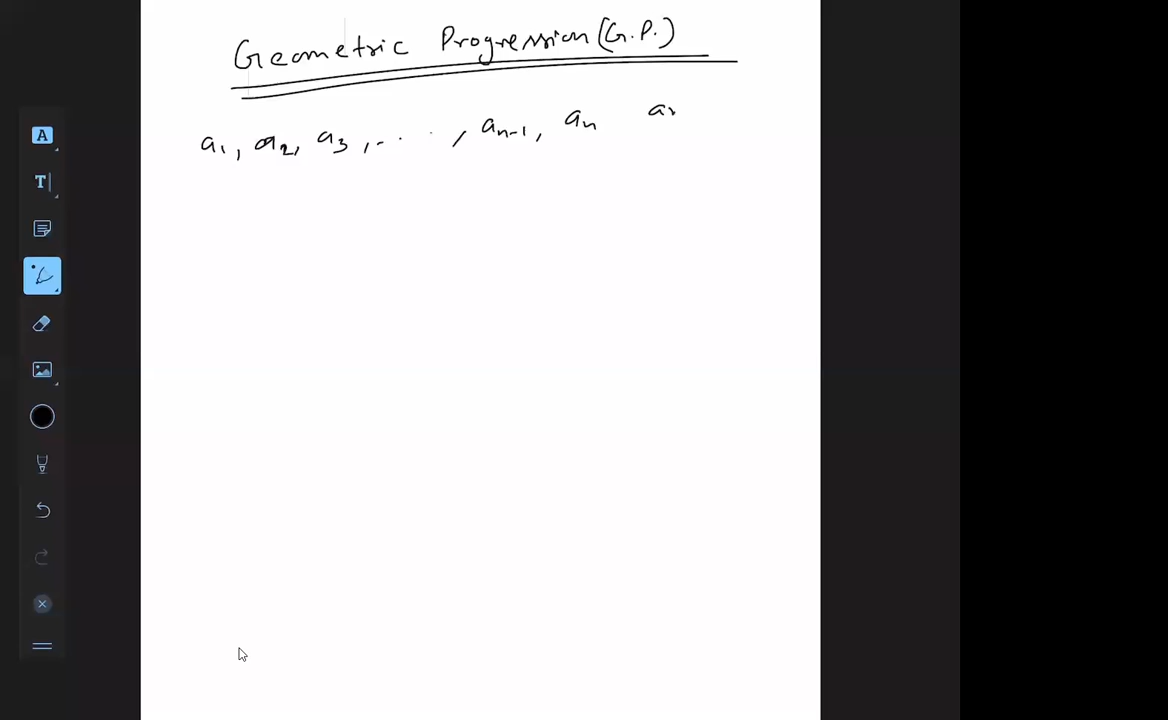 Geometric Progression (G.P.)
a₁, a₂, a₃, ..., aₙ₋₁, aₙ